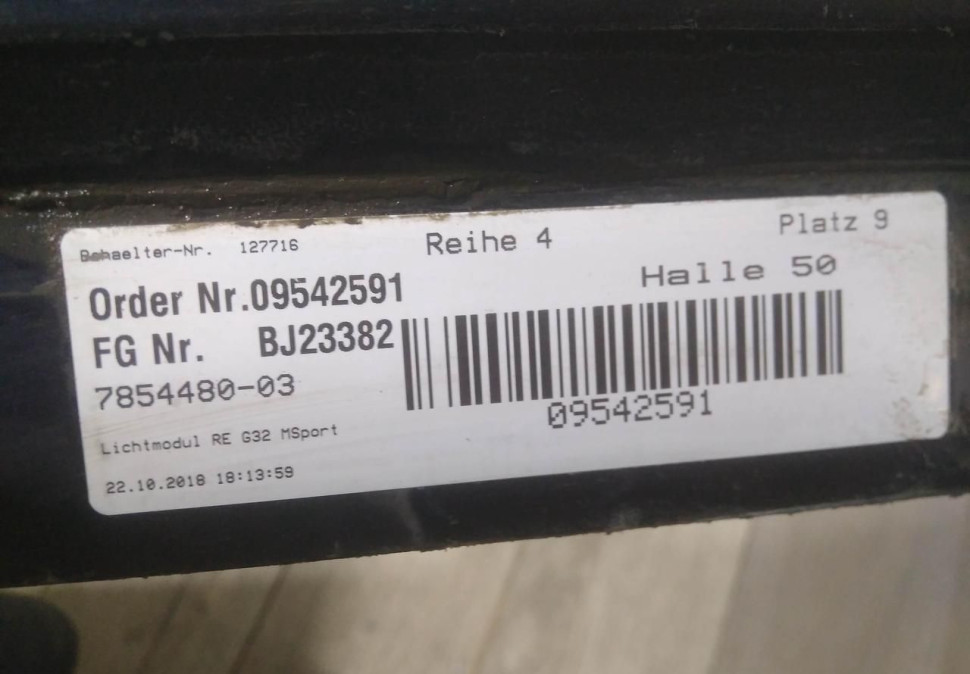 Behaelter-Nr. 127716
Reihe 4
Platz 9
Order Nr.09542591
Halle 50
FG Nr. BJ23382
7854480-03
09542591
Lichtmodul RE G32 MSport
22.10.2018 18:13:59